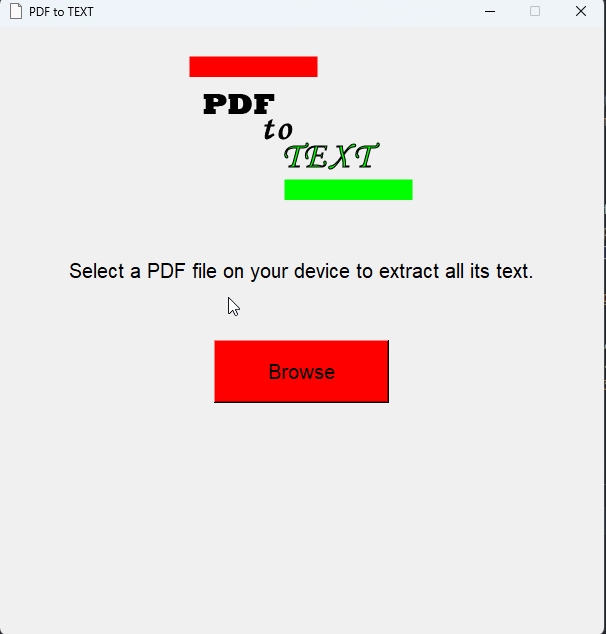 PDF to TEXT
PDF
to
TEXT
Select a PDF file on your device to extract all its text.
Browse